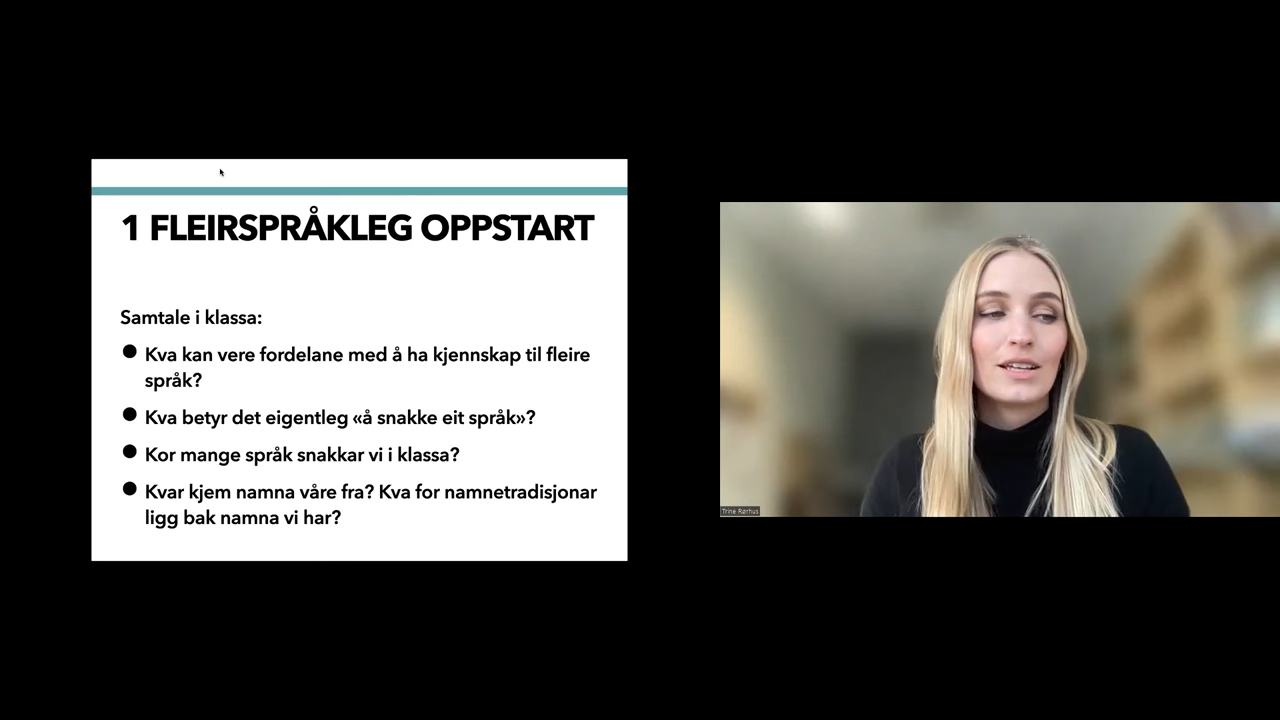 1 FLEIRSPRÅKLEG OPPSTART
Samtale i klassa:
● Kva kan vere fordelane med å ha kjennskap til fleire
språk?
● Kva betyr det eigentleg «å snakke eit språk»?
● Kor mange språk snakkar vi i klassa?
● Kvar kjem namna våre fra? Kva for namnetradisjonar
ligg bak namna vi har?
Trine Rørhus